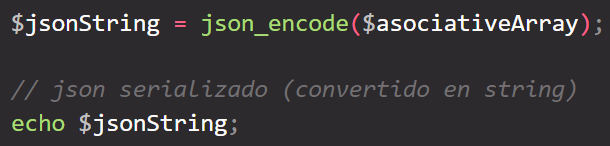 $jsonString = json_encode($asociativeArray);
// json serializado (convertido en string)
echo $jsonString;